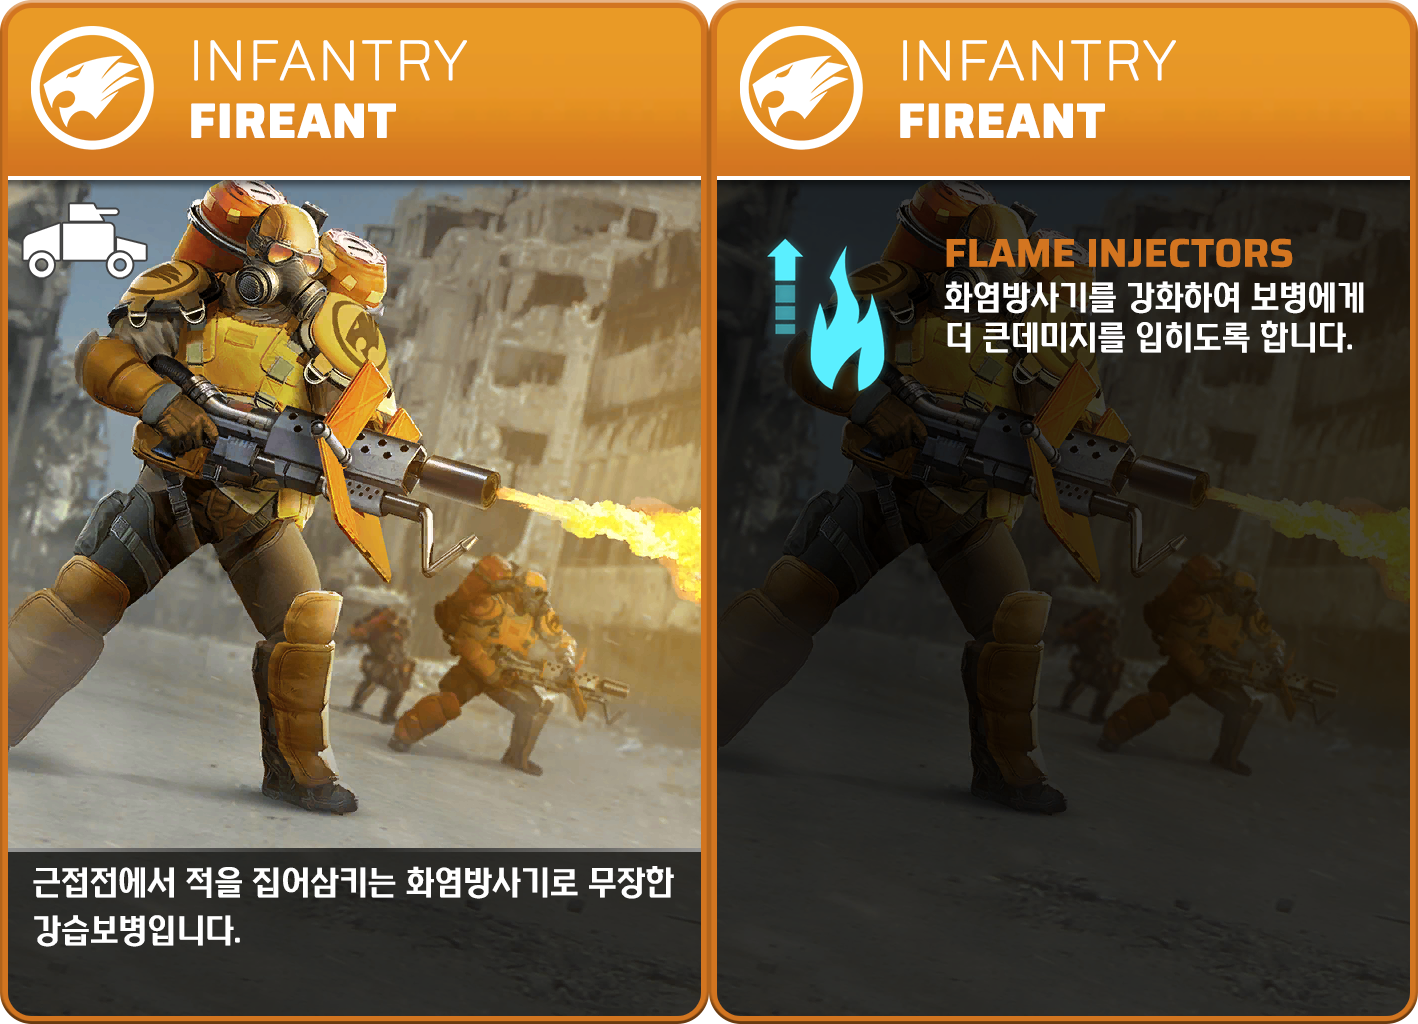 INFANTRY
FIREANT
근접전에서 적을 집어삼키는 화염방사기로 무장한
강습보병입니다.
INFANTRY
FIREANT
FLAME INJECTORS
화염방사기를 강화하여 보병에게
더 큰데미지를 입히도록 합니다.